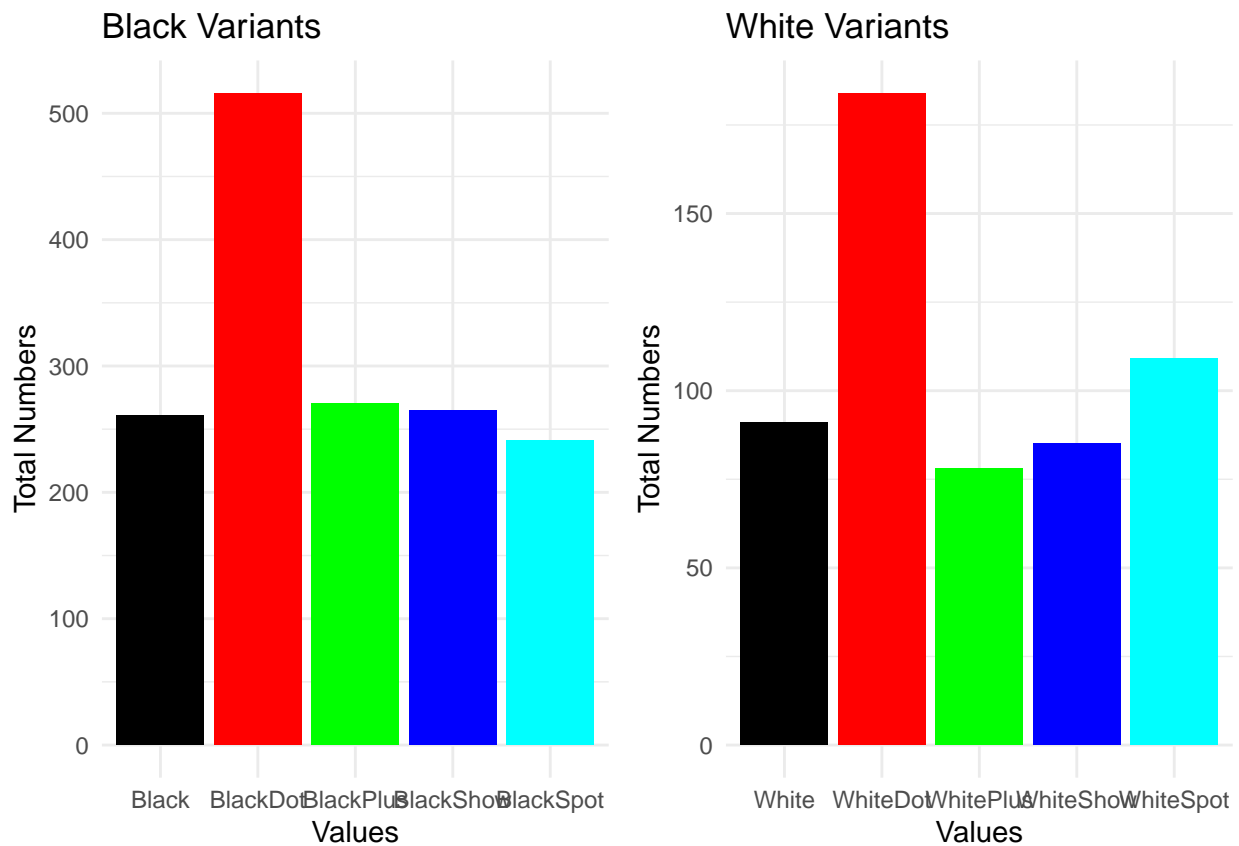 Black Variants
500
400
300
200
100
0
Total Numbers
Black BlackDot BlackPlus BlackShow BlackSpot
Values
White Variants
150
100
50
0
Total Numbers
White WhiteDot WhitePlus WhiteShow WhiteSpot
Values